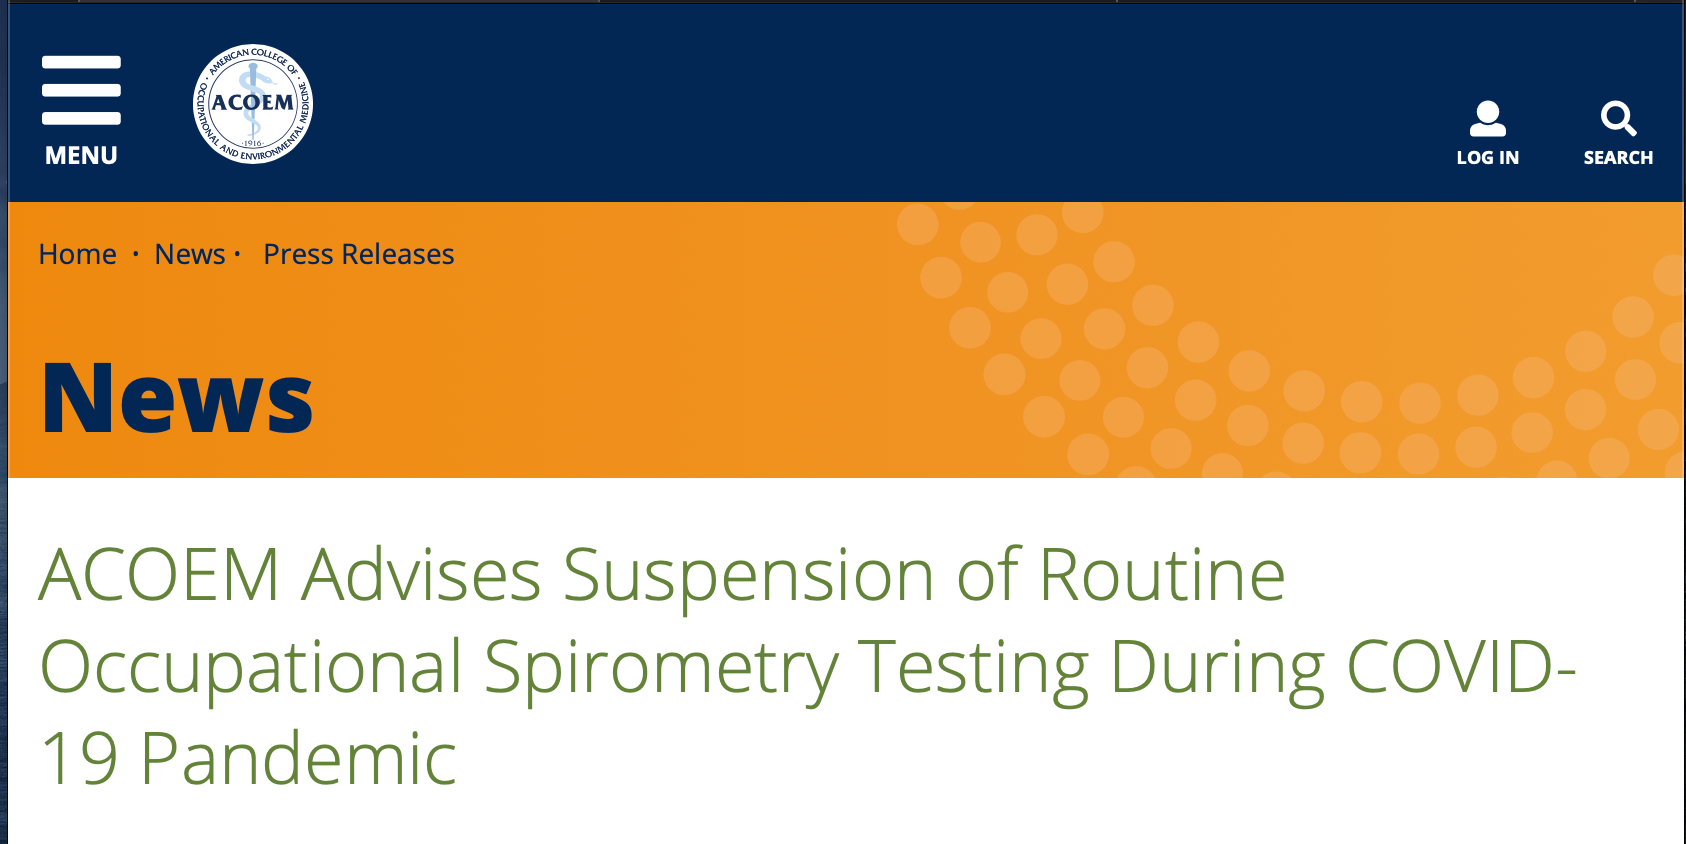 MENU
AMERICAN COLLEGE OF
OCCUPATIONAL AND ENVIRONMENTAL MEDICINE
ACOEM
·1916·
LOG IN
SEARCH
Home · News · Press Releases
News
ACOEM Advises Suspension of Routine
Occupational Spirometry Testing During COVID-
19 Pandemic